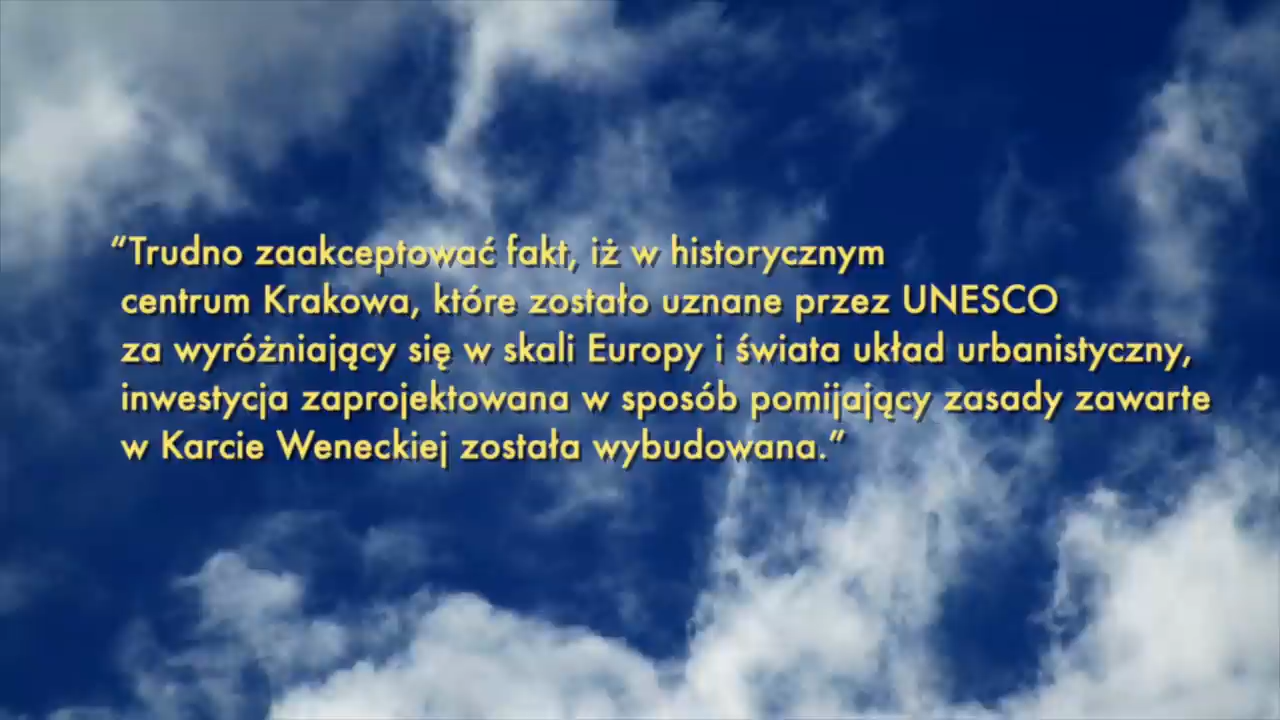 “Trudno zaakceptować fakt, iż w historycznym
centrum Krakowa, które zostało uznane przez UNESCO
za wyróżniający się w skali Europy i świata układ urbanistyczny,
inwestycja zaprojektowana w sposób pomijający zasady zawarte
w Karcie Weneckiej została wybudowana.”